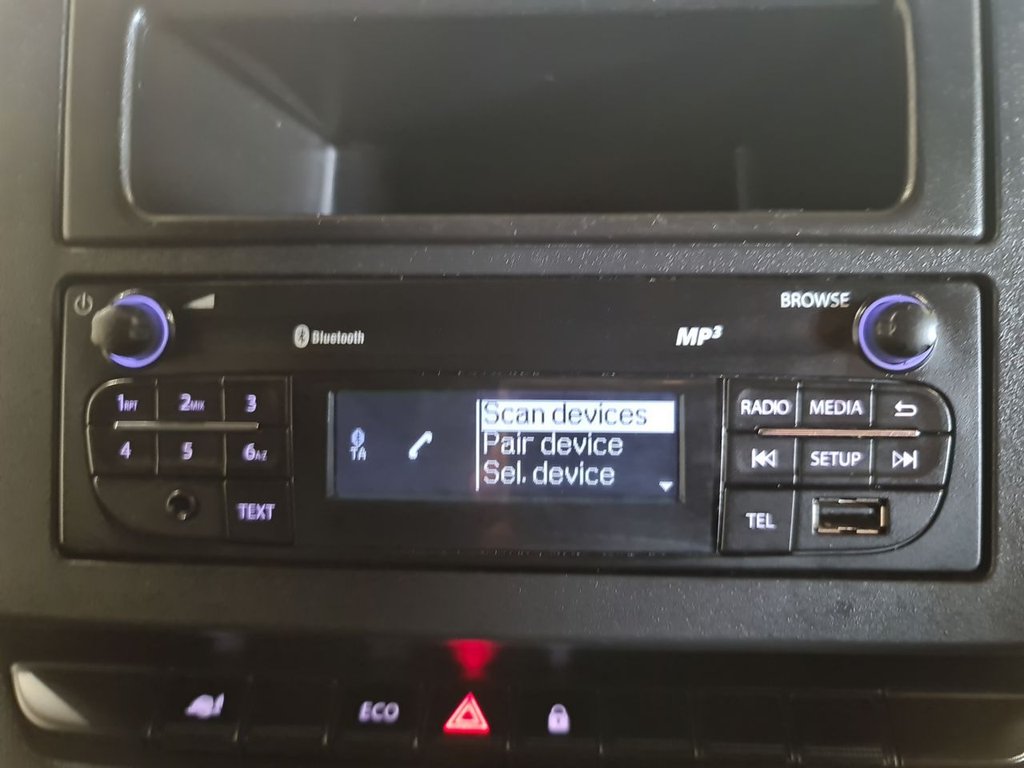 BROWSE
Bluetooth
MP3
1RPT
2MIX
3
4
5
6A-Z
TEXT
TA
Scan devices
Pair device
Sel. device
RADIO
MEDIA
SETUP
TEL
ECO